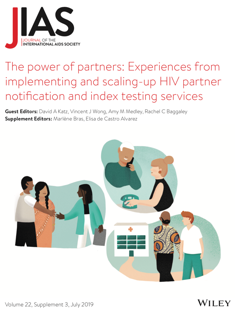 JIAS
JOURNAL OF THE
INTERNATIONAL AIDS SOCIETY
The power of partners: Experiences from
implementing and scaling-up HIV partner
notification and index testing services
Guest Editors: David A Katz, Vincent J Wong, Amy M Medley, Rachel C Baggaley
Supplement Editors: Marlène Bras, Elisa de Castro Alvarez
Volume 22, Supplement 3, July 2019
WILEY